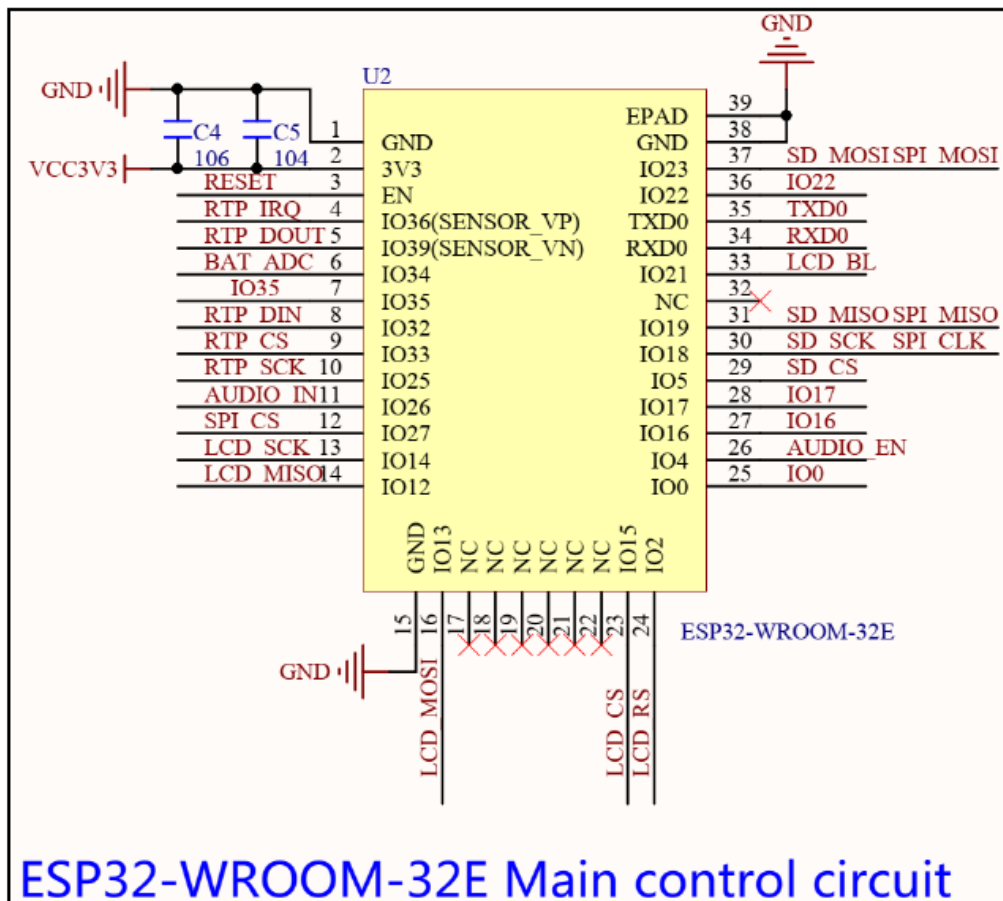 GND
U2
GND
C4
C5
106
104
VCC3V3
1 GND
2 3V3
RESET 3 EN
RTP_IRQ 4 IO36(SENSOR_VP)
RTP_DOUT 5 IO39(SENSOR_VN)
BAT_ADC 6 IO34
IO35 7 IO35
RTP_DIN 8 IO32
RTP_CS 9 IO33
RTP_SCK 10 IO25
AUDIO_IN 11 IO26
SPI_CS 12 IO27
LCD_SCK 13 IO14
LCD_MISO 14 IO12
EPAD 39
GND 38
IO23 37 SD_MOSI SPI_MOSI
IO22 36 IO22
TXD0 35 TXD0
RXD0 34 RXD0
IO21 33 LCD_BL
NC 32
IO19 31 SD_MISO SPI_MISO
IO18 30 SD_SCK SPI_CLK
IO5 29 SD_CS
IO17 28 IO17
IO16 27 IO16
IO4 26 AUDIO_EN
IO0 25 IO0
GND 15
IO13 16 LCD_MOSI
NC 17
NC 18
NC 19
NC 20
NC 21
NC 22
IO15 23 LCD_CS
IO2 24 LCD_RS
GND
ESP32-WROOM-32E
ESP32-WROOM-32E Main control circuit